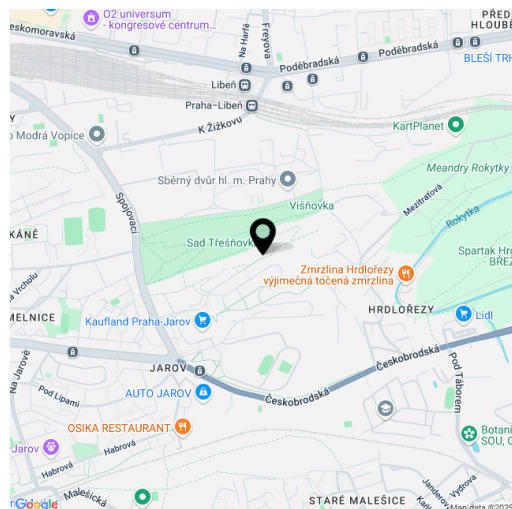 O2 universum
- kongresové centrum...
PŘED
HLOUBĚ
Českomoravská
Na Harfě
Freyova
Poděbradská
Poděbradská
BLEŠÍ TRH
Libeň
Praha-Libeň
K Žižkovu
KartPlanet
Modrá Vopice
Meandry Rokytky
Sběrný dvůr hl. m. Prahy
Mezitraťová
Spojovací
Višňovka
Rokytka
KÁNĚ
Sad Třešňovka
Spartak Hrd
- BŘEZ
Zmrzlina Hrdlořezy
výjimečná točená zmrzlina
Na Vrcholu
HRDLOŘEZY
MELNICE
Kaufland Praha-Jarov
Lidl
Na Jarově
JAROV
Českobrodská
Pod Táborem
Pod Lipami
AUTO JAROV
Českobrodská
OSIKA RESTAURANT
Habrová
Botani
SOU, O
Jarov
Habrová
Malešická
Janderov
Vydrova
STARÉ MALEŠICE
Google
Map data ©2025